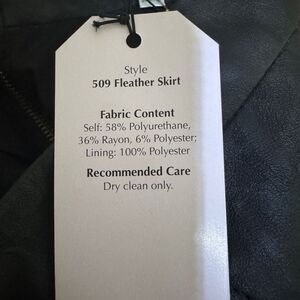 Style
509 Fleather Skirt
Fabric Content
Self: 58% Polyurethane,
36% Rayon, 6% Polyester;
Lining: 100% Polyester
Recommended Care
Dry clean only.